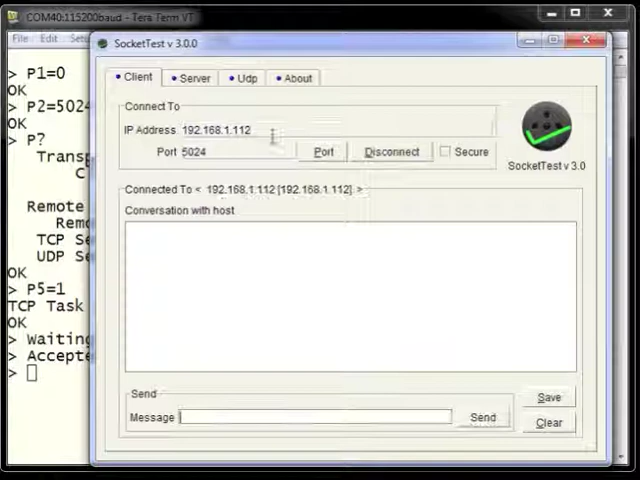 COM40:115200baud - Tera Term VT
File Edit Setu
> P1=0
OK
> P2=5024
OK
> P?
Transp
C
Remote
Remo
TCP Se
UDP Se
OK
> P5=1
TCP Task
OK
> Waiting
> Accepte
>
SocketTest v 3.0.0
Client Server Udp About
Connect To
IP Address 192.168.1.112
Port 5024 Port Disconnect Secure
SocketTest v 3.0
Connected To < 192.168.1.112 [192.168.1.112] >
Conversation with host
Send
Message Send
Save
Clear